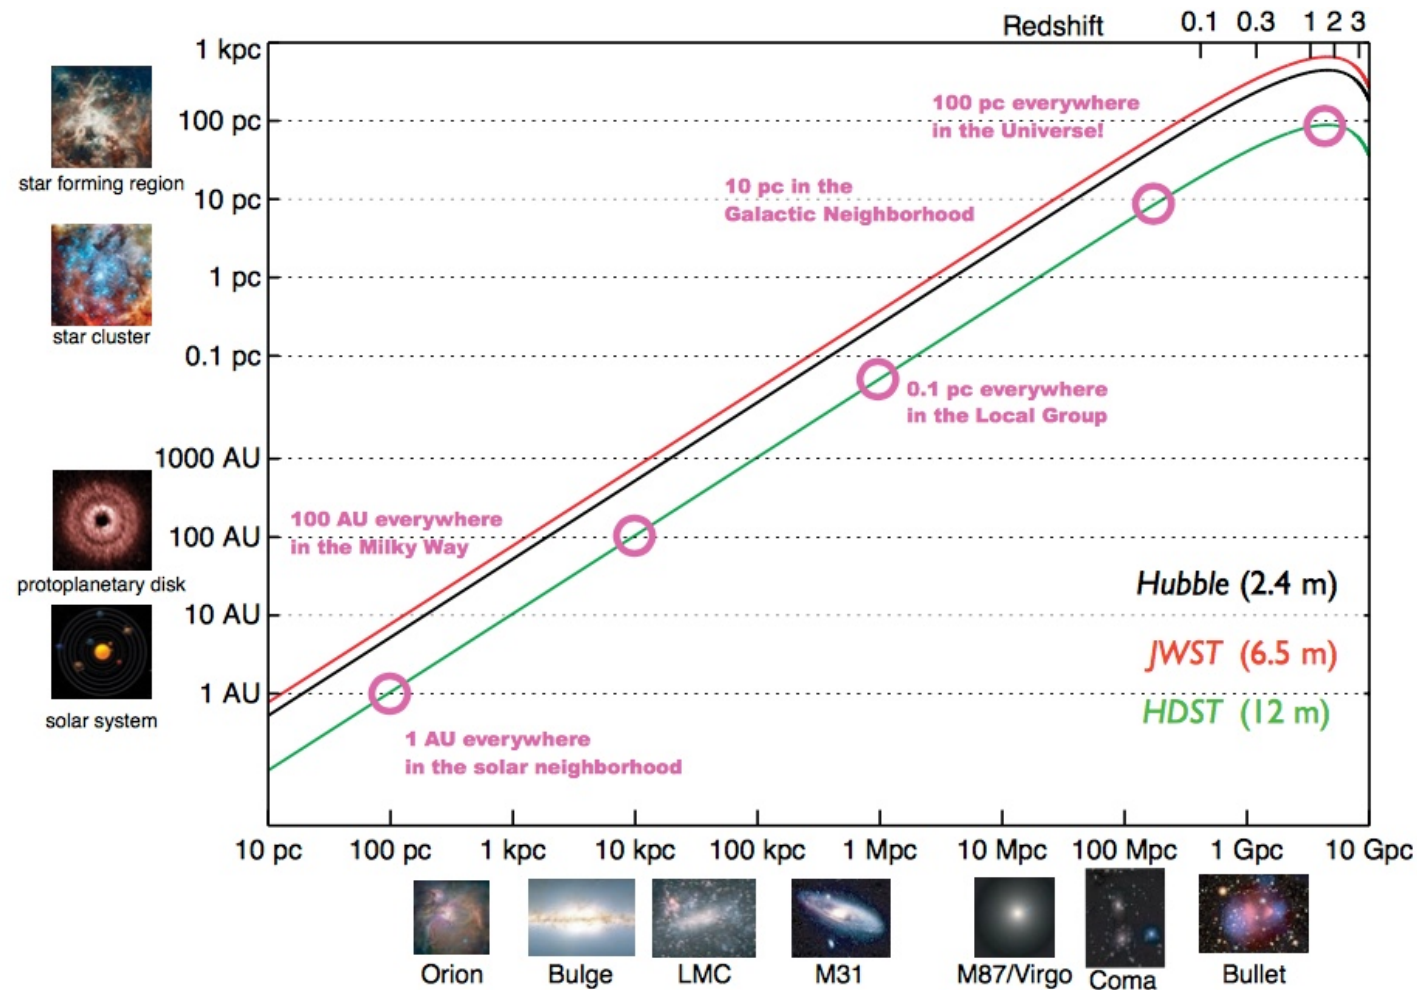 Redshift 0.1 0.3 1 2 3
1 kpc
100 pc everywhere
in the Universe!
100 pc
star forming region
10 pc in the
Galactic Neighborhood
10 pc
1 pc
star cluster
0.1 pc
0.1 pc everywhere
in the Local Group
1000 AU
100 AU everywhere
in the Milky Way
100 AU
protoplanetary disk
Hubble (2.4 m)
10 AU
JWST (6.5 m)
1 AU
HDST (12 m)
solar system
1 AU everywhere
in the solar neighborhood
10 pc 100 pc 1 kpc 10 kpc 100 kpc 1 Mpc 10 Mpc 100 Mpc 1 Gpc 10 Gpc
Orion Bulge LMC M31 M87/Virgo Coma Bullet